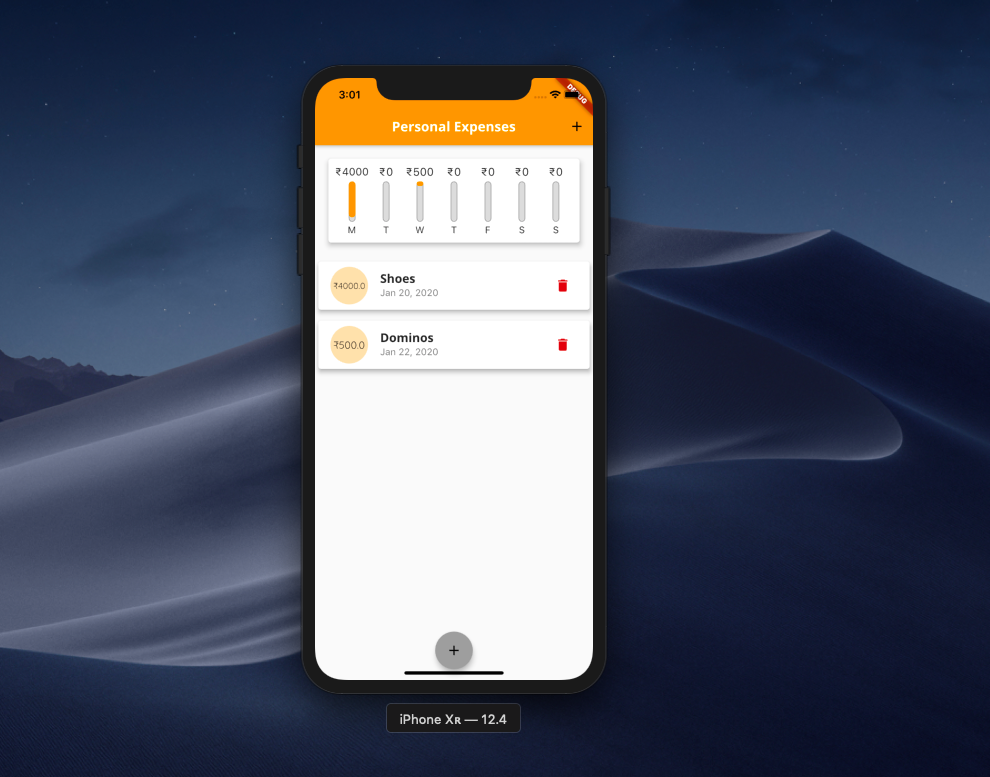 3:01
DEBUG
Personal Expenses +
₹4000 ₹0 ₹500 ₹0 ₹0 ₹0 ₹0
M T W T F S S
₹4000.0 Shoes
Jan 20, 2020
₹500.0 Dominos
Jan 22, 2020
+
iPhone Xʀ — 12.4